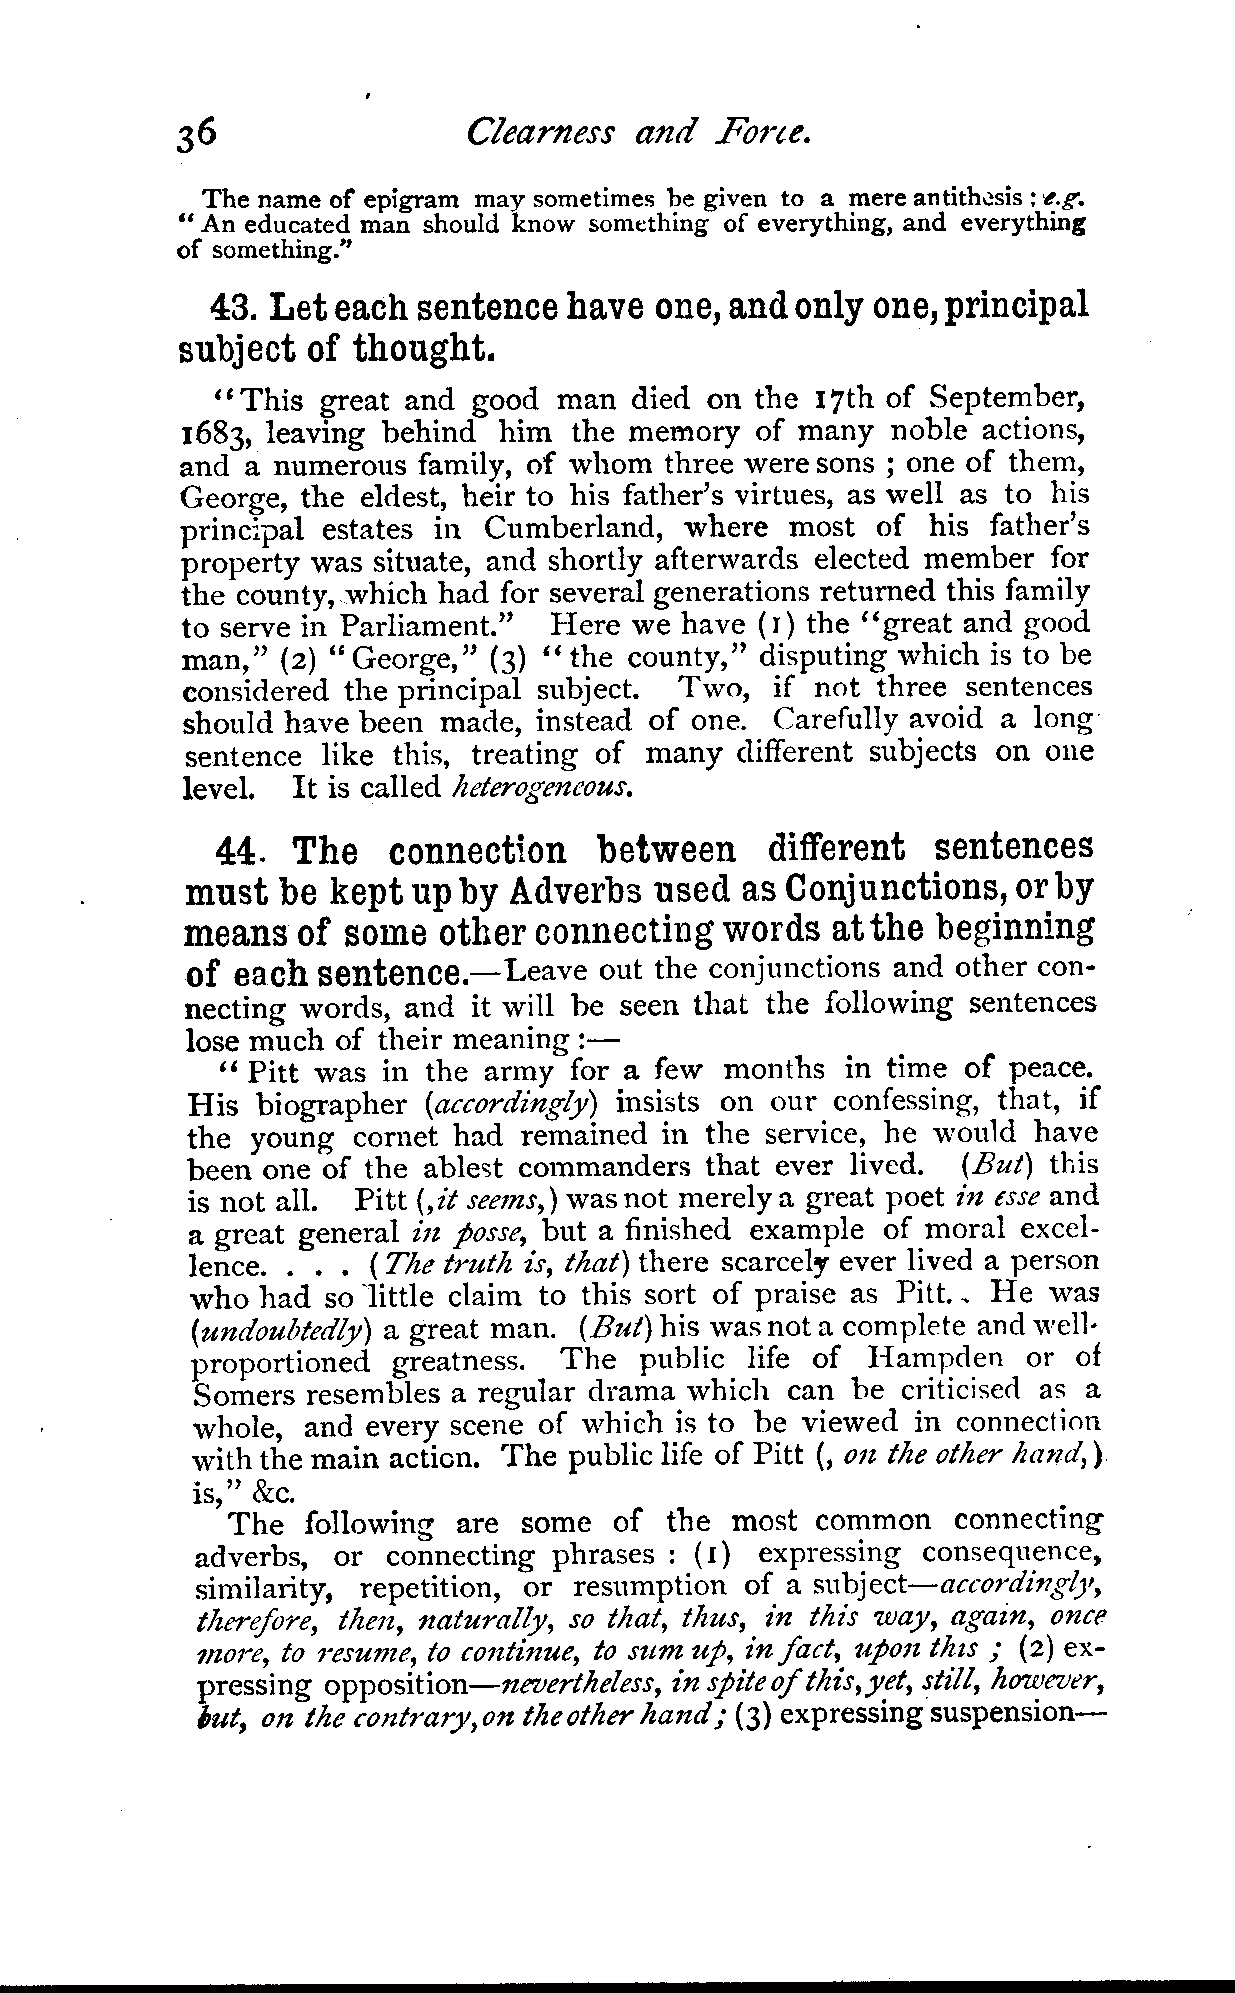 36 Clearness and Force.
The name of epigram may sometimes be given to a mere antithesis ; e.g.
“ An educated man should know something of everything, and everything
of something.”
43. Let each sentence have one, and only one, principal
subject of thought.
“This great and good man died on the 17th of September,
1683, leaving behind him the memory of many noble actions,
and a numerous family, of whom three were sons ; one of them,
George, the eldest, heir to his father’s virtues, as well as to his
principal estates in Cumberland, where most of his father’s
property was situate, and shortly afterwards elected member for
the county, which had for several generations returned this family
to serve in Parliament.” Here we have (1) the “great and good
man,” (2) “ George,” (3) “ the county,” disputing which is to be
considered the principal subject. Two, if not three sentences
should have been made, instead of one. Carefully avoid a long
sentence like this, treating of many different subjects on one
level. It is called heterogeneous.
44. The connection between different sentences
must be kept up by Adverbs used as Conjunctions, or by
means of some other connecting words at the beginning
of each sentence.—Leave out the conjunctions and other con-
necting words, and it will be seen that the following sentences
lose much of their meaning :—
“ Pitt was in the army for a few months in time of peace.
His biographer (accordingly) insists on our confessing, that, if
the young cornet had remained in the service, he would have
been one of the ablest commanders that ever lived. (But) this
is not all. Pitt (,it seems,) was not merely a great poet in esse and
a great general in posse, but a finished example of moral excel-
lence. . . . (The truth is, that) there scarcely ever lived a person
who had so little claim to this sort of praise as Pitt. He was
(undoubtedly) a great man. (But) his was not a complete and well-
proportioned greatness. The public life of Hampden or of
Somers resembles a regular drama which can be criticised as a
whole, and every scene of which is to be viewed in connection
with the main action. The public life of Pitt (, on the other hand,)
is,” &c.
The following are some of the most common connecting
adverbs, or connecting phrases : (1) expressing consequence,
similarity, repetition, or resumption of a subject—accordingly,
therefore, then, naturally, so that, thus, in this way, again, once
more, to resume, to continue, to sum up, in fact, upon this ; (2) ex-
pressing opposition—nevertheless, in spite of this, yet, still, however,
but, on the contrary, on the other hand ; (3) expressing suspension—